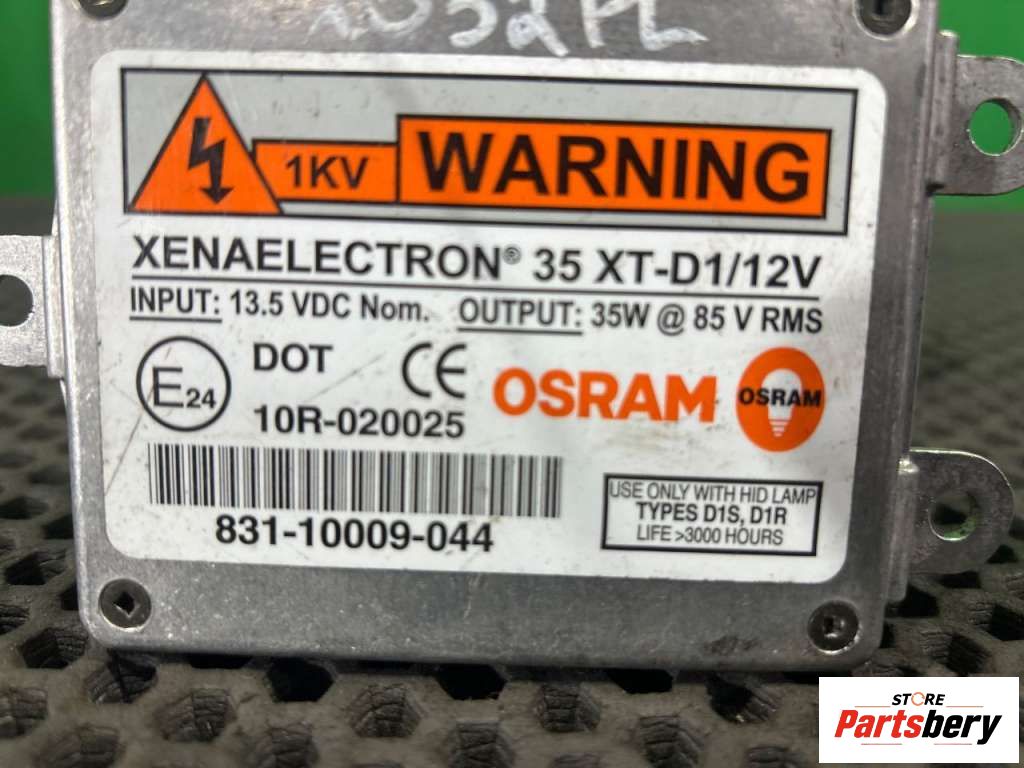 1KV WARNING
XENAELECTRON® 35 XT-D1/12V
INPUT: 13.5 VDC Nom. OUTPUT: 35W @ 85 V RMS
E24 DOT CE OSRAM OSRAM
10R-020025
831-10009-044
USE ONLY WITH HID LAMP
TYPES D1S, D1R
LIFE >3000 HOURS
STORE
Partsbery